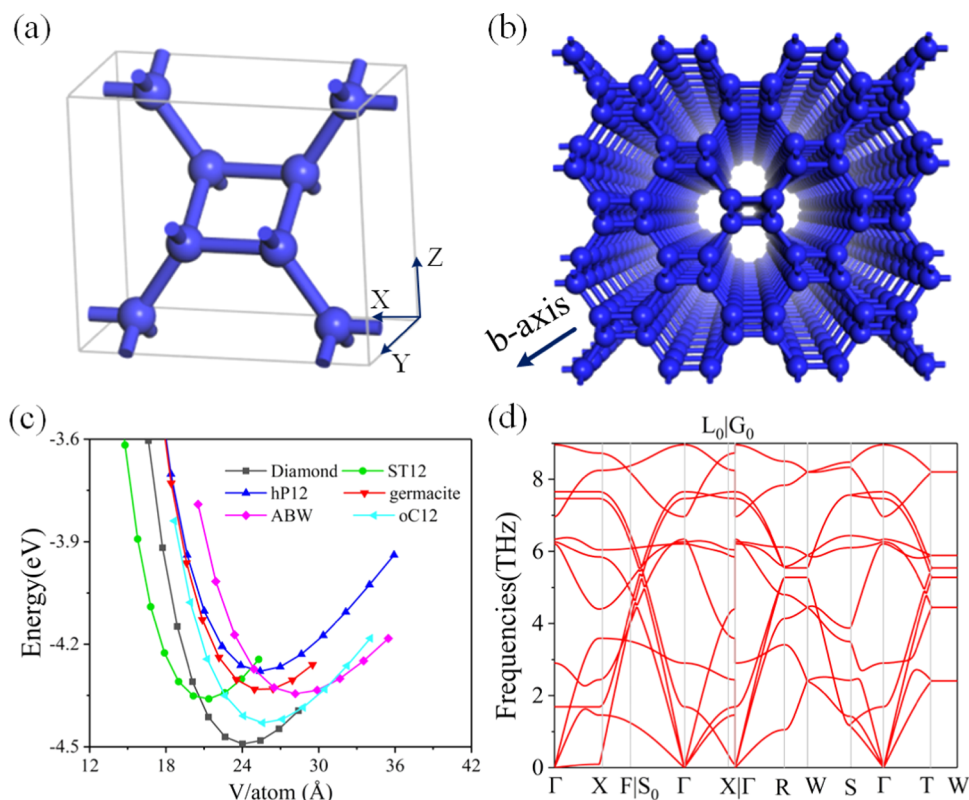 (a)
Z
X
Y
(b)
b-axis
(c)
Energy(eV)
-3.6
-3.9
-4.2
-4.5
Diamond
ST12
hP12
germacite
ABW
oC12
12 18 24 30 36 42
V/atom (Å)
(d)
L₀|G₀
Frequencies(THz)
8
6
4
2
0
Γ X F|S₀ Γ X|Γ R W S Γ T W